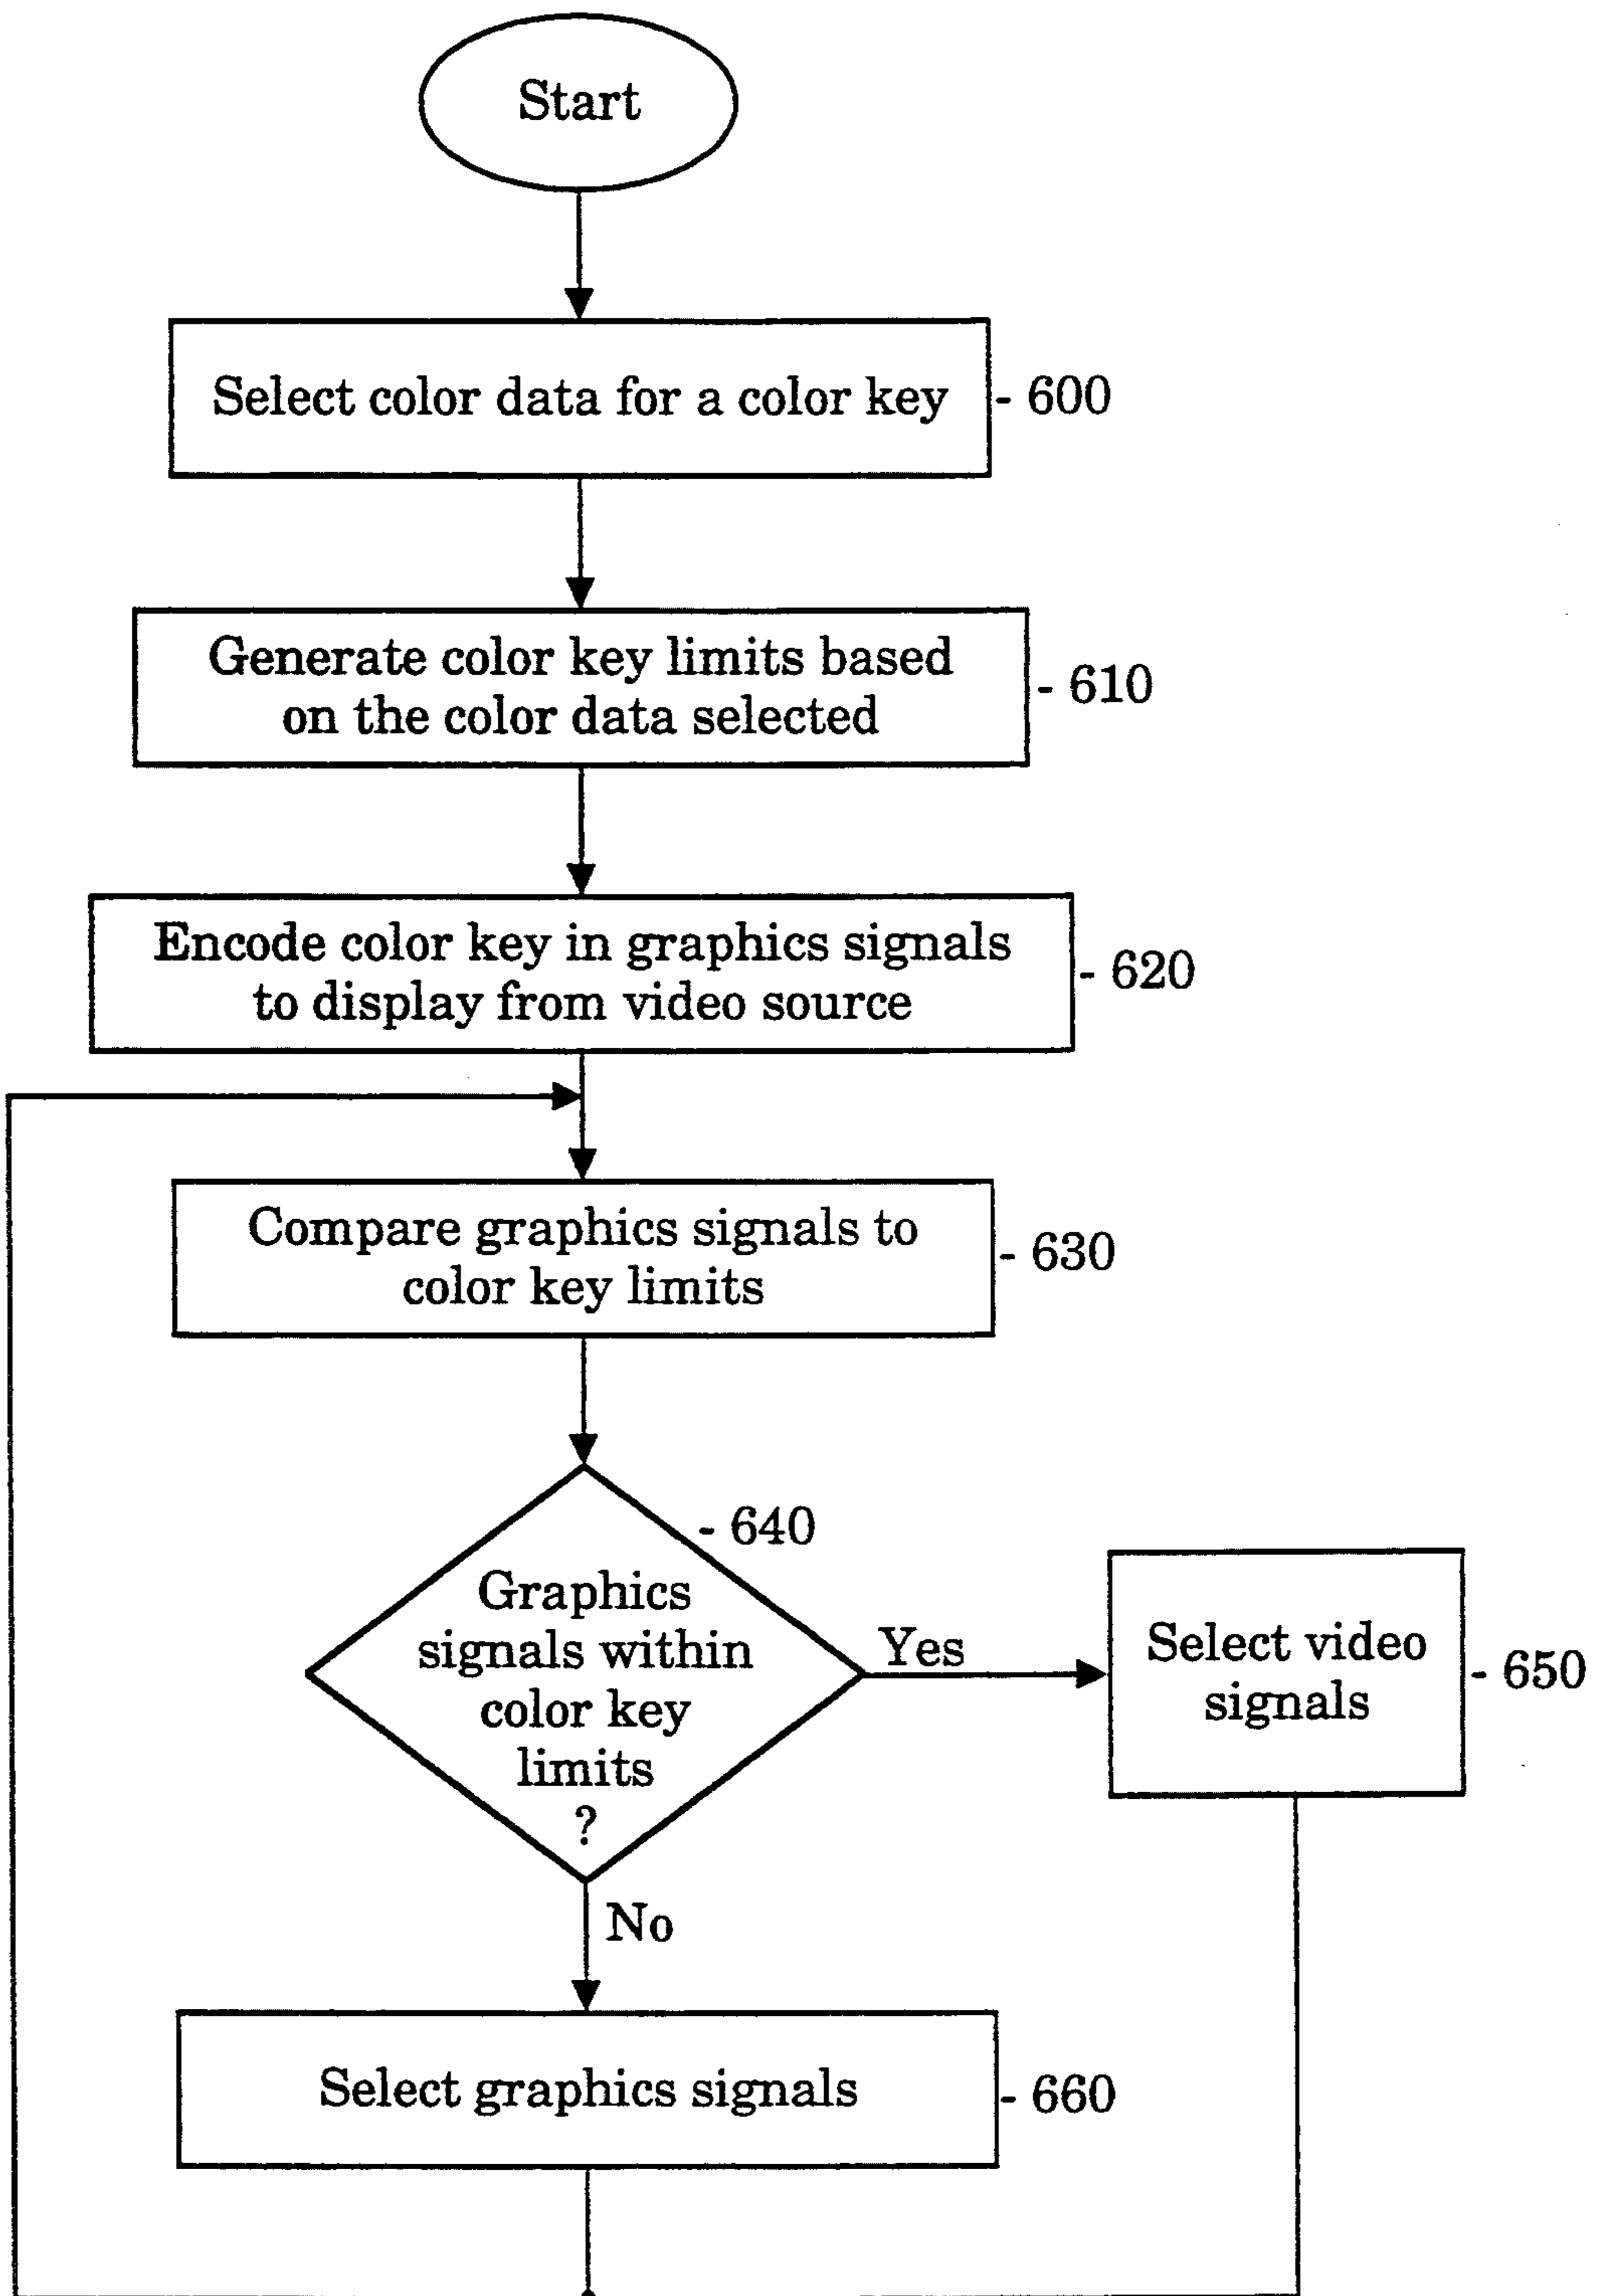 Start
Select color data for a color key
- 600
Generate color key limits based
on the color data selected
- 610
Encode color key in graphics signals
to display from video source
- 620
Compare graphics signals to
color key limits
- 630
- 640
Graphics
signals within
color key
limits
?
Yes
Select video
signals
- 650
No
Select graphics signals
- 660